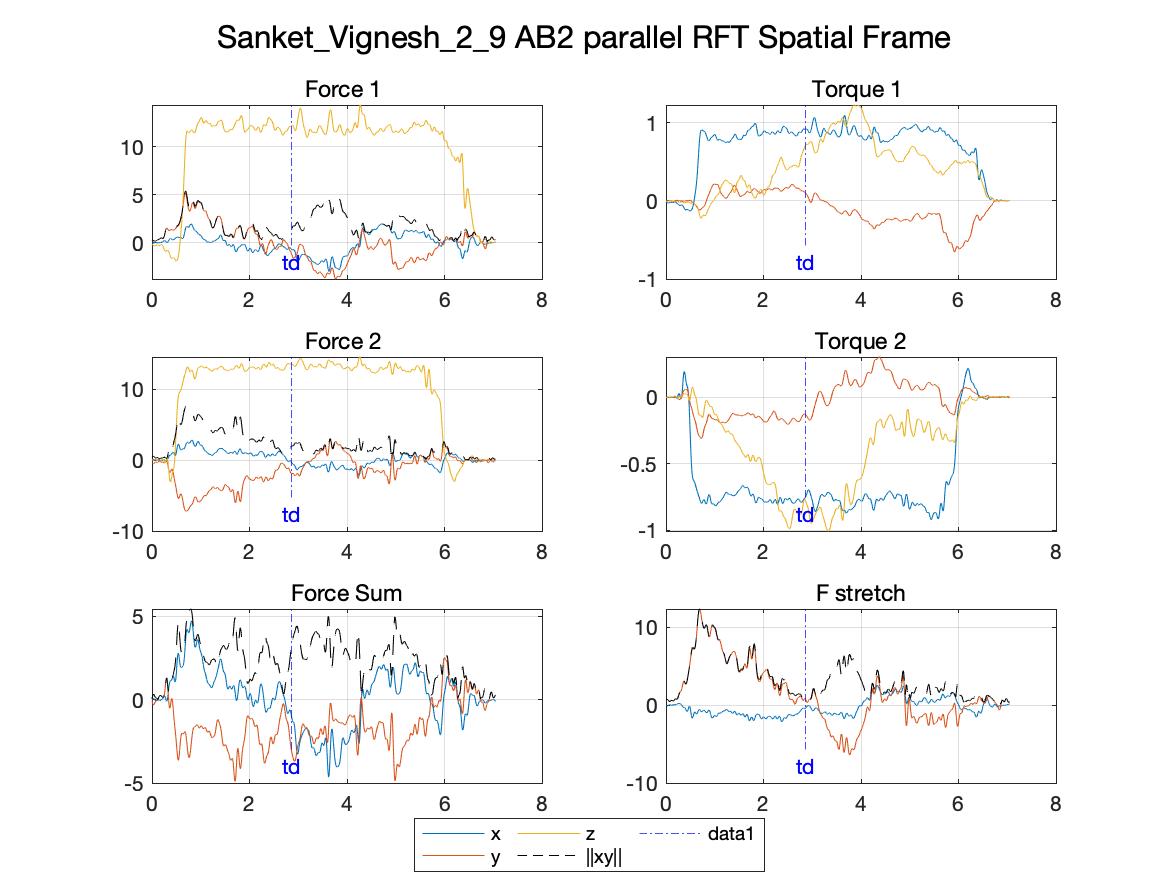 Sanket_Vignesh_2_9 AB2 parallel RFT Spatial Frame
Force 1
10
5
0
td
0 2 4 6 8
Torque 1
1
0
-1
td
0 2 4 6 8
Force 2
10
0
-10
td
0 2 4 6 8
Torque 2
0
-0.5
-1
td
0 2 4 6 8
Force Sum
5
0
-5
td
0 2 4 6 8
F stretch
10
0
-10
td
0 2 4 6 8
x z data1
y ||xy||